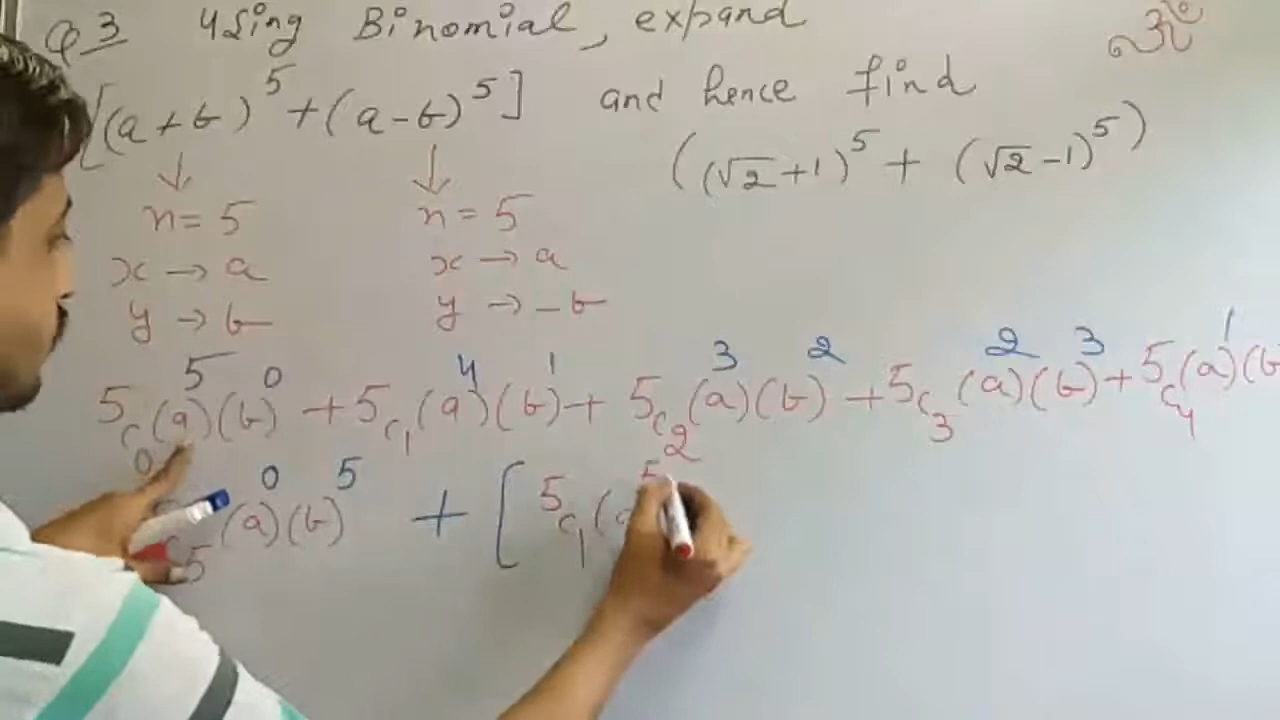 Q3 Using Binomial, expand
ॐ
[(a+b)⁵+(a-b)⁵] and hence find
((√2+1)⁵ + (√2-1)⁵)
n=5 n=5
x→a x→a
y→b y→-b
5c₀(a)⁵(b)⁰ +5c₁(a)⁴(b)¹+ 5c₂(a)³(b)² +5c₃(a)²(b)³+5c₄(a)¹(b
c₅(a)⁰(b)⁵ + [5c₁(a